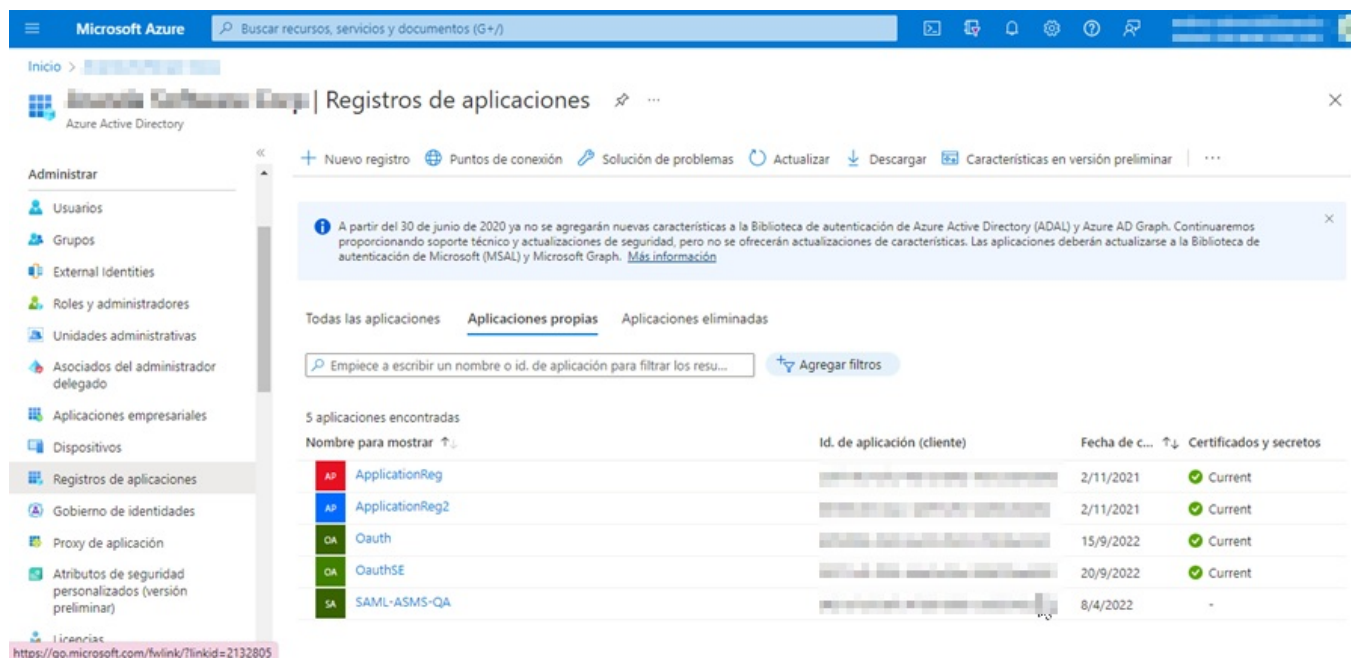 Microsoft Azure
Buscar recursos, servicios y documentos (G+/)
Inicio >
| Registros de aplicaciones
Azure Active Directory
Nuevo registro
Puntos de conexión
Solución de problemas
Actualizar
Descargar
Características en versión preliminar
Administrar
Usuarios
Grupos
External Identities
Roles y administradores
Unidades administrativas
Asociados del administrador
delegado
Aplicaciones empresariales
Dispositivos
Registros de aplicaciones
Gobierno de identidades
Proxy de aplicación
Atributos de seguridad
personalizados (versión
preliminar)
Licencias
https://go.microsoft.com/fwlink/?linkid=2132805
A partir del 30 de junio de 2020 ya no se agregarán nuevas características a la Biblioteca de autenticación de Azure Active Directory (ADAL) y Azure AD Graph. Continuaremos
proporcionando soporte técnico y actualizaciones de seguridad, pero no se ofrecerán actualizaciones de características. Las aplicaciones deberán actualizarse a la Biblioteca de
autenticación de Microsoft (MSAL) y Microsoft Graph. Más información
Todas las aplicaciones Aplicaciones propias Aplicaciones eliminadas
Empiece a escribir un nombre o id. de aplicación para filtrar los resu...
Agregar filtros
5 aplicaciones encontradas
Nombre para mostrar Id. de aplicación (cliente) Fecha de c... Certificados y secretos
AP ApplicationReg 2/11/2021 Current
AP ApplicationReg2 2/11/2021 Current
OA Oauth 15/9/2022 Current
OA OauthSE 20/9/2022 Current
SA SAML-ASMS-QA 8/4/2022 -